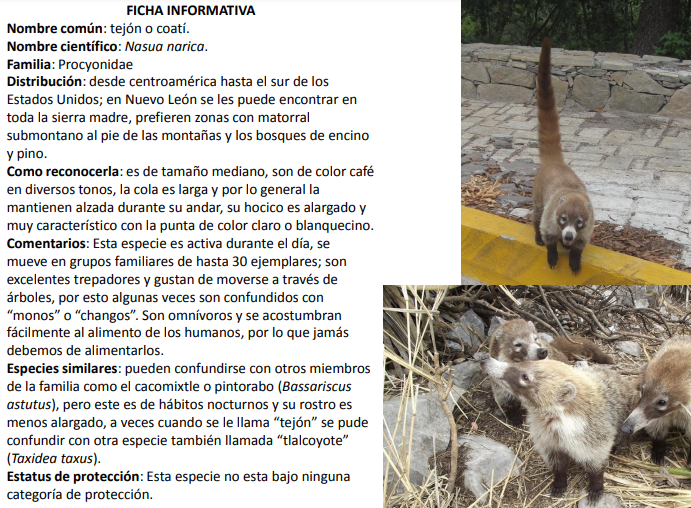 FICHA INFORMATIVA
Nombre común: tejón o coatí.
Nombre científico: Nasua narica.
Familia: Procyonidae
Distribución: desde centroamérica hasta el sur de los
Estados Unidos; en Nuevo León se les puede encontrar en
toda la sierra madre, prefieren zonas con matorral
submontano al pie de las montañas y los bosques de encino
y pino.
Como reconocerla: es de tamaño mediano, son de color café
en diversos tonos, la cola es larga y por lo general la
mantienen alzada durante su andar, su hocico es alargado y
muy característico con la punta de color claro o blanquecino.
Comentarios: Esta especie es activa durante el día, se
mueve en grupos familiares de hasta 30 ejemplares; son
excelentes trepadores y gustan de moverse a través de
árboles, por esto algunas veces son confundidos con
“monos” o “changos”. Son omnívoros y se acostumbran
fácilmente al alimento de los humanos, por lo que jamás
debemos de alimentarlos.
Especies similares: pueden confundirse con otros miembros
de la familia como el cacomixtle o pintorabo (Bassariscus
astutus), pero este es de hábitos nocturnos y su rostro es
menos alargado, a veces cuando se le llama “tejón” se pude
confundir con otra especie también llamada “tlalcoyote”
(Taxidea taxus).
Estatus de protección: Esta especie no esta bajo ninguna
categoría de protección.